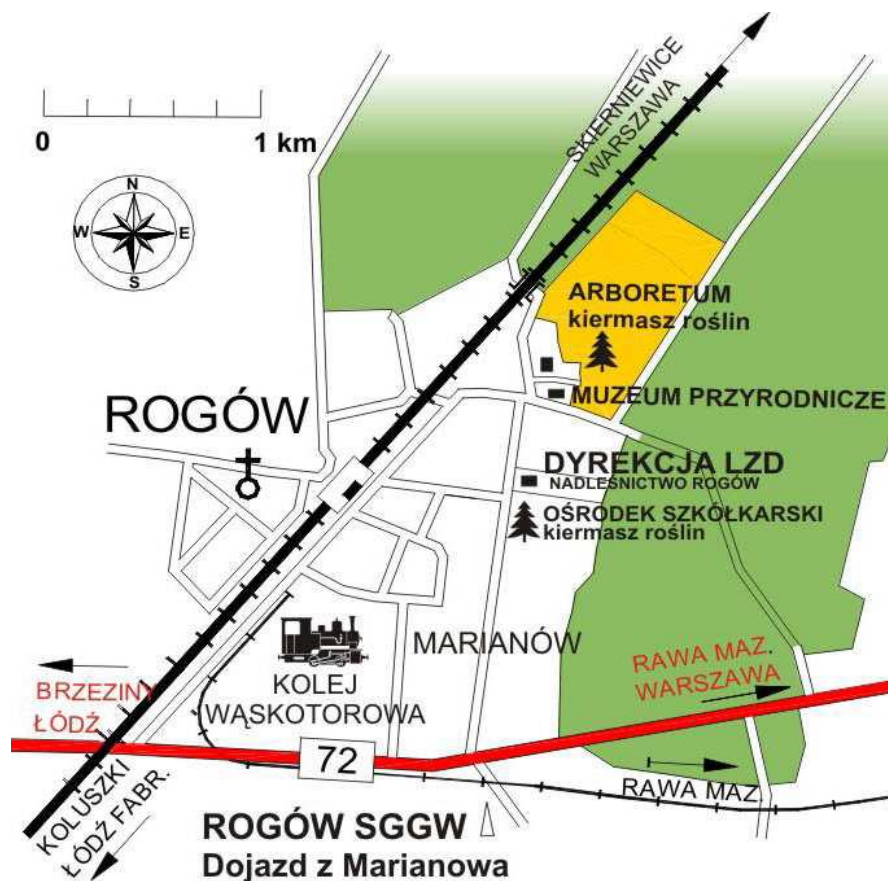 SKIERNIEWICE
WARSZAWA
0 1 km
N
W E
S
ARBORETUM
kiermasz roślin
MUZEUM PRZYRODNICZE
ROGÓW
DYREKCJA LZD
NADLEŚNICTWO ROGÓW
OŚRODEK SZKÓŁKARSKI
kiermasz roślin
MARIANÓW
KOLEJ
WĄSKOTOROWA
RAWA MAZ.
WARSZAWA
BRZEZINY
ŁÓDŹ
72
KOLUSZKI
ŁÓDŹ FABR.
RAWA MAZ.
ROGÓW SGGW
Dojazd z Marianowa